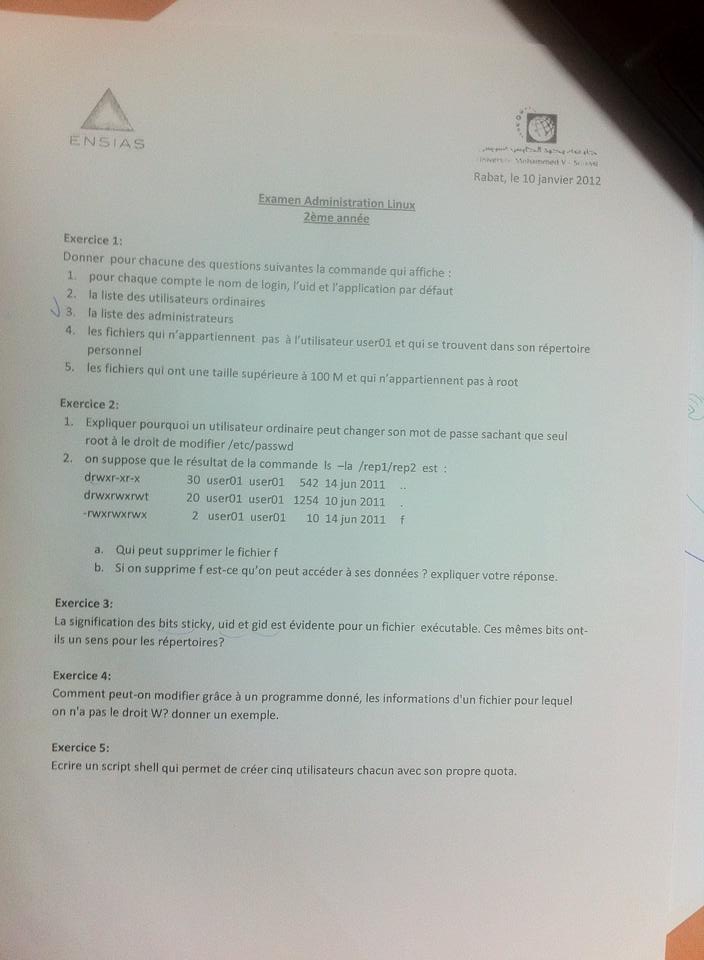 ENSIAS
Université Mohammed V - Souissi
Rabat, le 10 janvier 2012
Examen Administration Linux
2ème année
Exercice 1:
Donner pour chacune des questions suivantes la commande qui affiche :
1. pour chaque compte le nom de login, l'uid et l'application par défaut
2. la liste des utilisateurs ordinaires
3. la liste des administrateurs
4. les fichiers qui n'appartiennent pas à l'utilisateur user01 et qui se trouvent dans son répertoire
personnel
5. les fichiers qui ont une taille supérieure à 100 M et qui n'appartiennent pas à root
Exercice 2:
1. Expliquer pourquoi un utilisateur ordinaire peut changer son mot de passe sachant que seul
root à le droit de modifier /etc/passwd
2. on suppose que le résultat de la commande ls –la /rep1/rep2 est :
drwxr-xr-x 30 user01 user01 542 14 jun 2011 ..
drwxrwxrwt 20 user01 user01 1254 10 jun 2011 .
-rwxrwxrwx 2 user01 user01 10 14 jun 2011 f
a. Qui peut supprimer le fichier f
b. Si on supprime f est-ce qu'on peut accéder à ses données ? expliquer votre réponse.
Exercice 3:
La signification des bits sticky, uid et gid est évidente pour un fichier exécutable. Ces mêmes bits ont-
ils un sens pour les répertoires?
Exercice 4:
Comment peut-on modifier grâce à un programme donné, les informations d'un fichier pour lequel
on n'a pas le droit W? donner un exemple.
Exercice 5:
Ecrire un script shell qui permet de créer cinq utilisateurs chacun avec son propre quota.